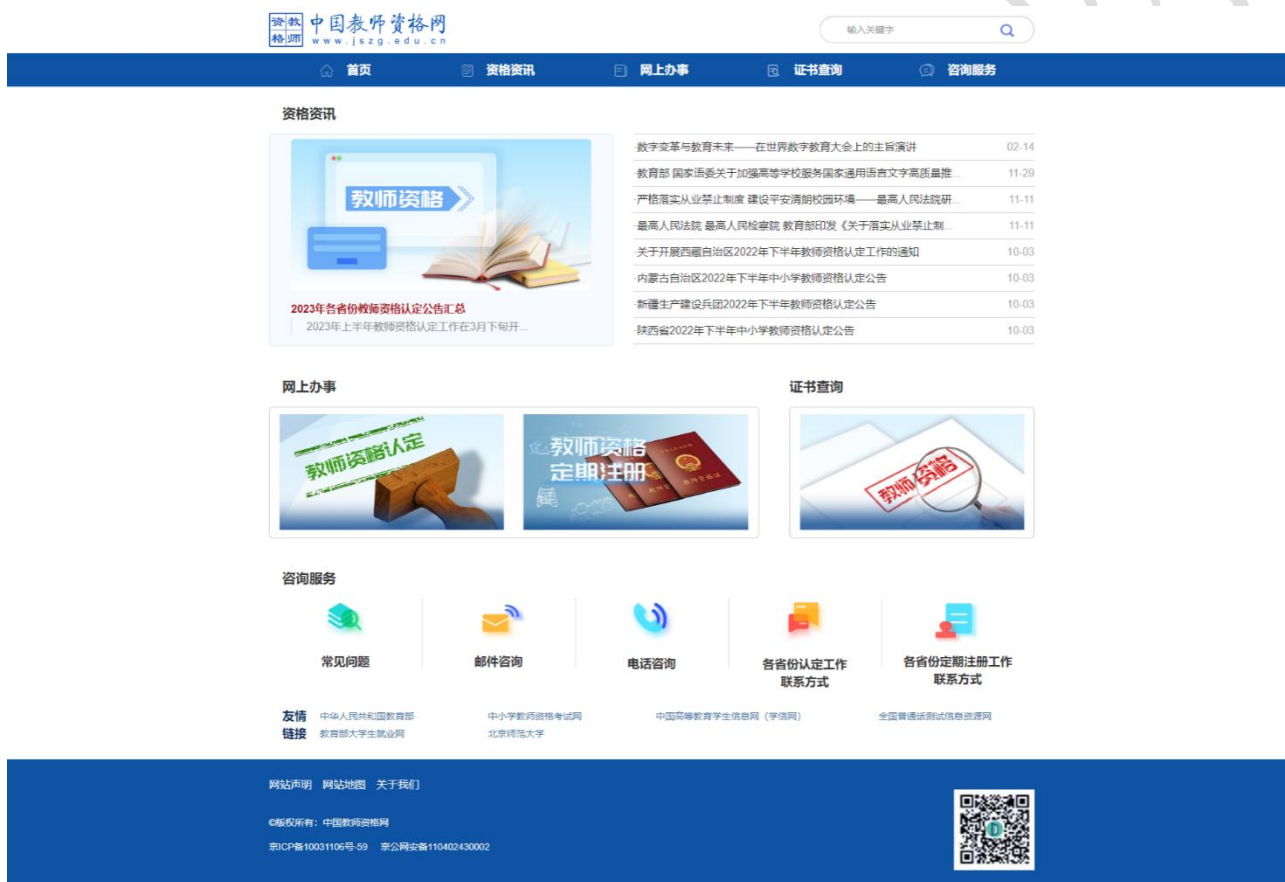 资教
格师
中国教师资格网
www.jszg.edu.cn
输入关键字
首页
资格资讯
网上办事
证书查询
咨询服务
资格资讯
教师资格
2023年各省份教师资格认定公告汇总
2023年上半年教师资格认定工作在3月下旬开...
·数字变革与教育未来——在世界数字教育大会上的主旨演讲 02-14
·教育部 国家语委关于加强高等学校服务国家通用语言文字高质量推... 11-29
·严格落实从业禁止制度 建设平安清朗校园环境——最高人民法院研... 11-11
·最高人民法院 最高人民检察院 教育部印发《关于落实从业禁止制... 11-11
·关于开展西藏自治区2022年下半年教师资格认定工作的通知 10-03
·内蒙古自治区2022年下半年中小学教师资格认定公告 10-03
·新疆生产建设兵团2022年下半年教师资格认定公告 10-03
·陕西省2022年下半年中小学教师资格认定公告 10-03
网上办事
证书查询
教师资格认定
教师资格
定期注册
教师资格
咨询服务
常见问题
邮件咨询
电话咨询
各省份认定工作
联系方式
各省份定期注册工作
联系方式
友情
链接
中华人民共和国教育部
中小学教师资格考试网
中国高等教育学生信息网（学信网）
全国普通话测试信息资源网
教育部大学生就业网
北京师范大学
网站声明 网站地图 关于我们
©版权所有：中国教师资格网
京ICP备10031106号-59 京公网安备110402430002
D